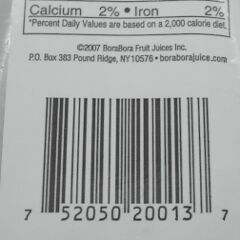 Calcium 2% • Iron 2%
*Percent Daily Values are based on a 2,000 calorie diet.
©2007 BoraBora Fruit Juices Inc.
P.O. Box 383 Pound Ridge, NY10576 • boraborajuice.com
7 52050 20013 7